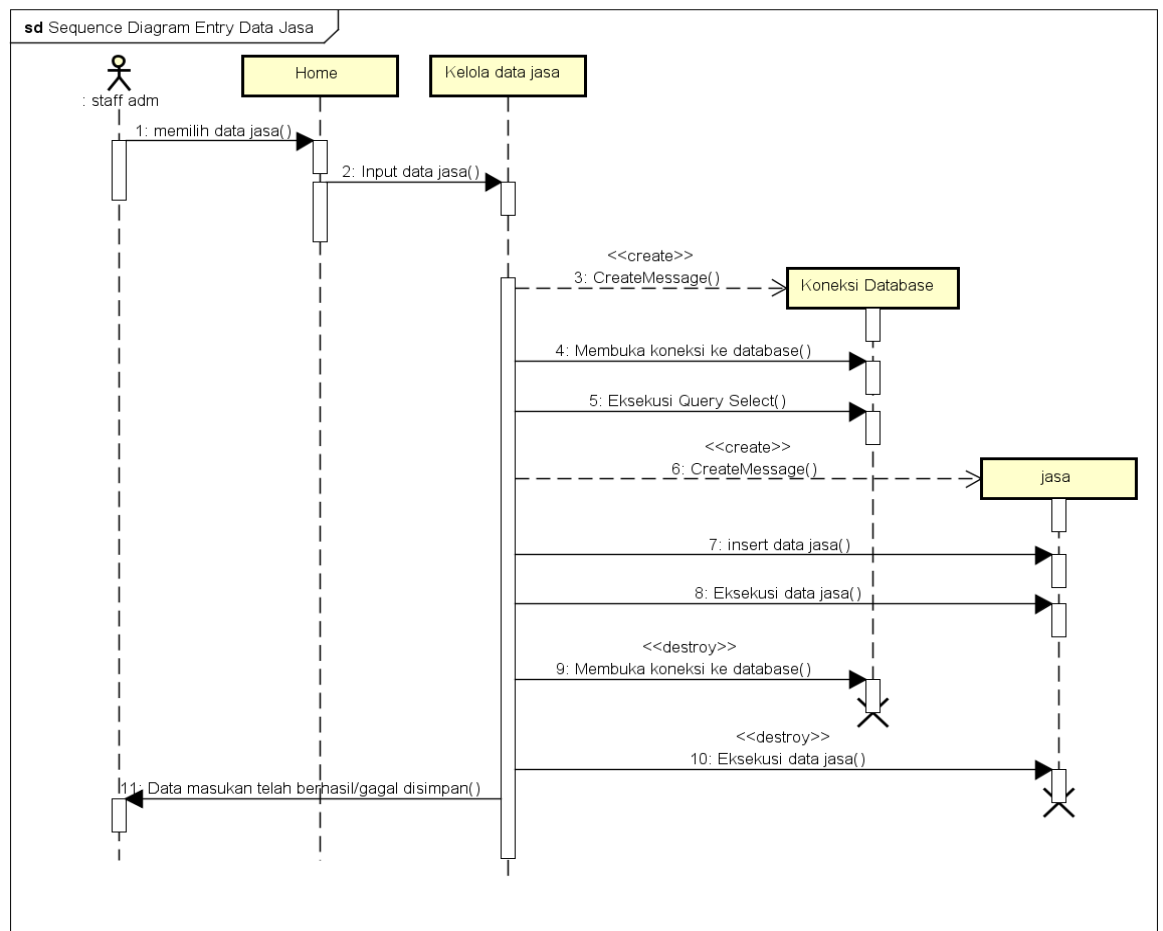 sd Sequence Diagram Entry Data Jasa
: staff adm
Home
Kelola data jasa
1: memilih data jasa()
2: Input data jasa()
<<create>>
3: CreateMessage()
Koneksi Database
4: Membuka koneksi ke database()
5: Eksekusi Query Select()
<<create>>
6: CreateMessage()
jasa
7: insert data jasa()
8: Eksekusi data jasa()
<<destroy>>
9: Membuka koneksi ke database()
<<destroy>>
10: Eksekusi data jasa()
11: Data masukan telah berhasil/gagal disimpan()